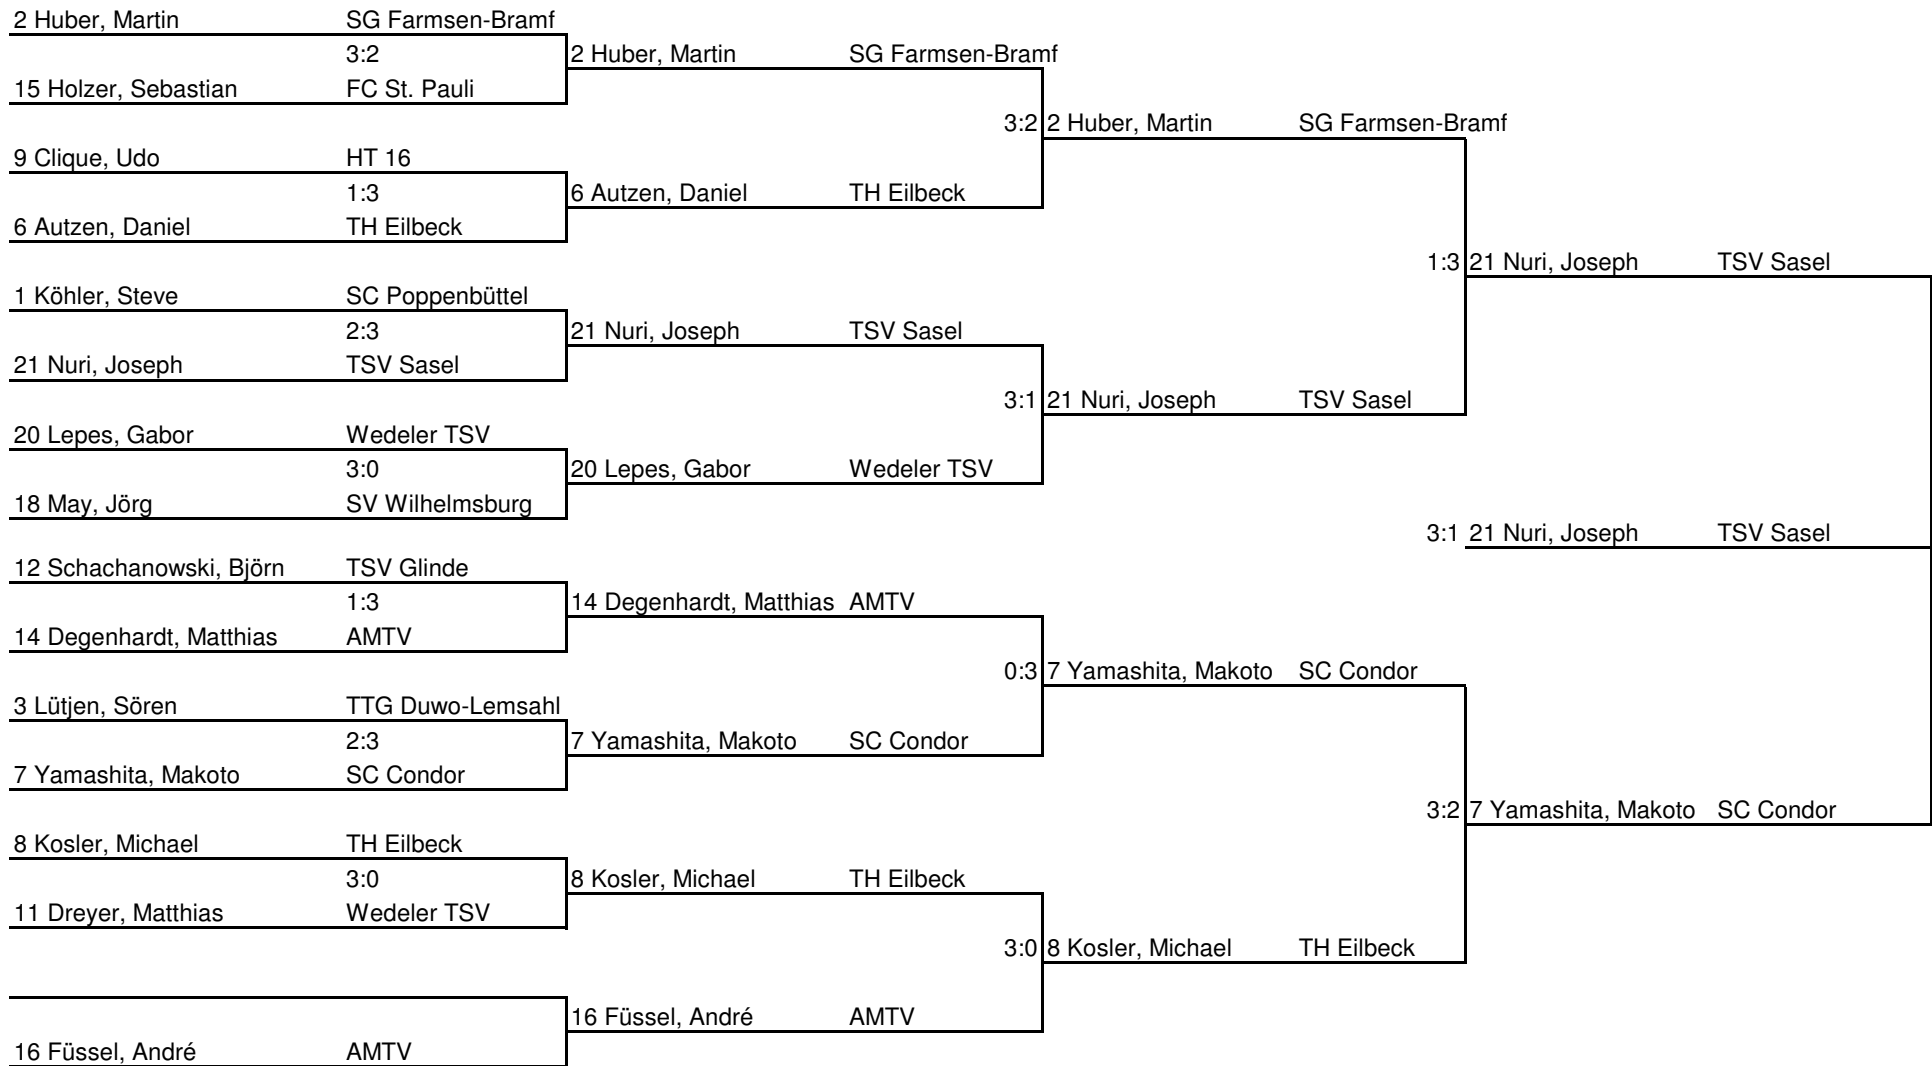 2 Huber, Martin SG Farmsen-Bramf
3:2 2 Huber, Martin SG Farmsen-Bramf
15 Holzer, Sebastian FC St. Pauli
3:2 2 Huber, Martin SG Farmsen-Bramf
9 Clique, Udo HT 16
1:3 6 Autzen, Daniel TH Eilbeck
6 Autzen, Daniel TH Eilbeck
1:3 21 Nuri, Joseph TSV Sasel
1 Köhler, Steve SC Poppenbüttel
2:3 21 Nuri, Joseph TSV Sasel
21 Nuri, Joseph TSV Sasel
3:1 21 Nuri, Joseph TSV Sasel
20 Lepes, Gabor Wedeler TSV
3:0 20 Lepes, Gabor Wedeler TSV
18 May, Jörg SV Wilhelmsburg
3:1 21 Nuri, Joseph TSV Sasel
12 Schachanowski, Björn TSV Glinde
1:3 14 Degenhardt, Matthias AMTV
14 Degenhardt, Matthias AMTV
0:3 7 Yamashita, Makoto SC Condor
3 Lütjen, Sören TTG Duwo-Lemsahl
2:3 7 Yamashita, Makoto SC Condor
7 Yamashita, Makoto SC Condor
3:2 7 Yamashita, Makoto SC Condor
8 Kosler, Michael TH Eilbeck
3:0 8 Kosler, Michael TH Eilbeck
11 Dreyer, Matthias Wedeler TSV
3:0 8 Kosler, Michael TH Eilbeck
16 Füssel, André AMTV
16 Füssel, André AMTV